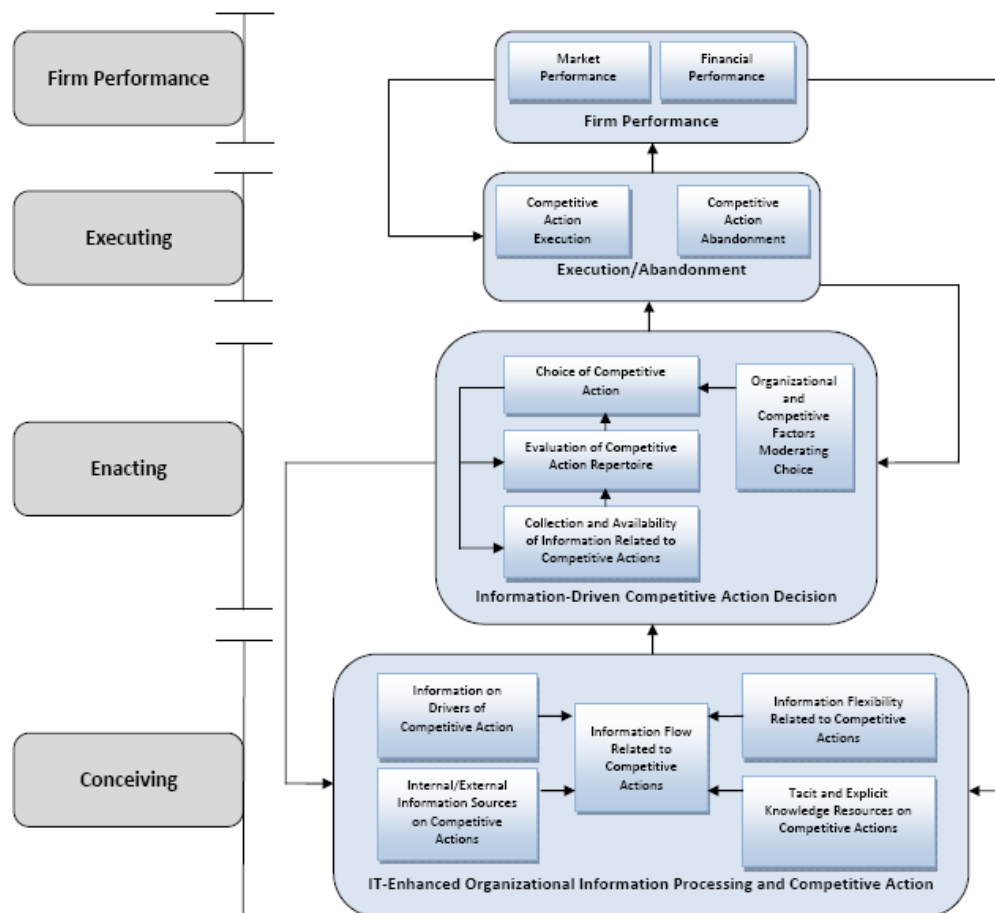 Firm Performance
Market
Performance
Financial
Performance
Firm Performance
Executing
Competitive
Action
Execution
Competitive
Action
Abandonment
Execution/Abandonment
Enacting
Choice of Competitive
Action
Organizational
and
Competitive
Factors
Moderating
Choice
Evaluation of Competitive
Action Repertoire
Collection and Availability
of Information Related to
Competitive Actions
Information-Driven Competitive Action Decision
Conceiving
Information on
Drivers of
Competitive Action
Information Flow
Related to
Competitive
Actions
Information Flexibility
Related to Competitive
Actions
Internal/External
Information Sources
on Competitive
Actions
Tacit and Explicit
Knowledge Resources on
Competitive Actions
IT-Enhanced Organizational Information Processing and Competitive Action